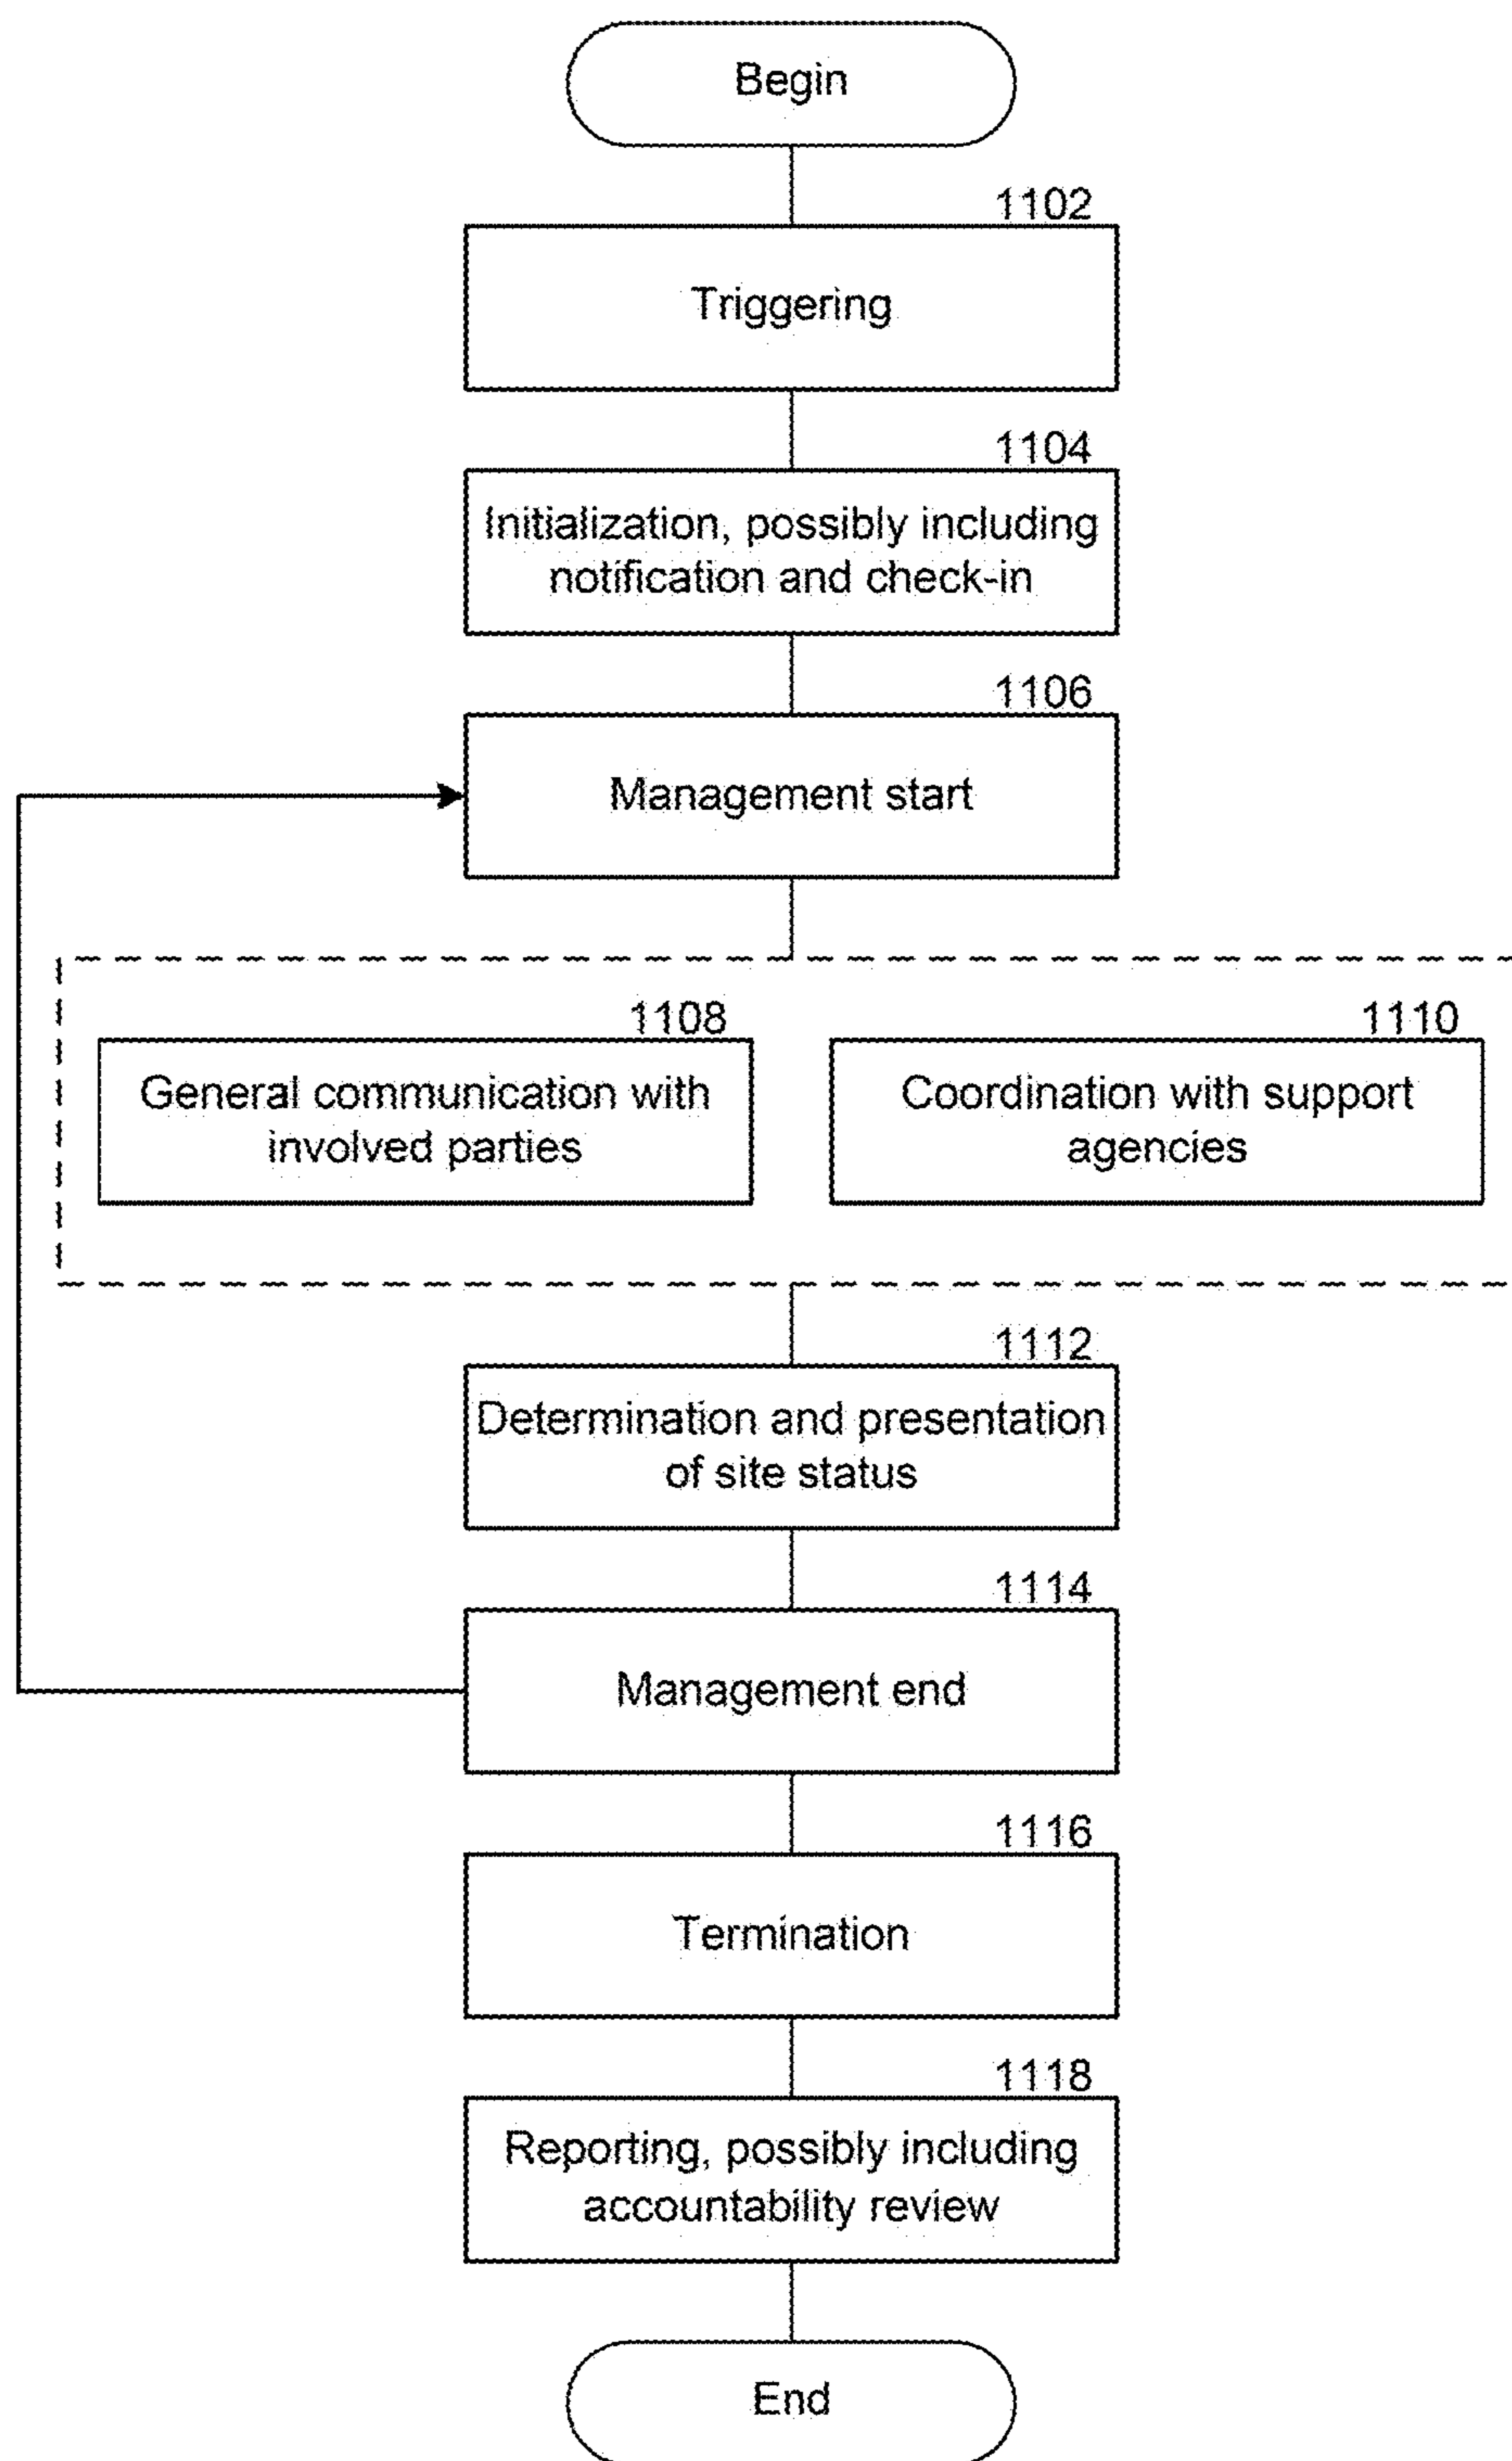 Begin
1102
Triggering
1104
Initialization, possibly including
notification and check-in
1106
Management start
1108
General communication with
involved parties
1110
Coordination with support
agencies
1112
Determination and presentation
of site status
1114
Management end
1116
Termination
1118
Reporting, possibly including
accountability review
End